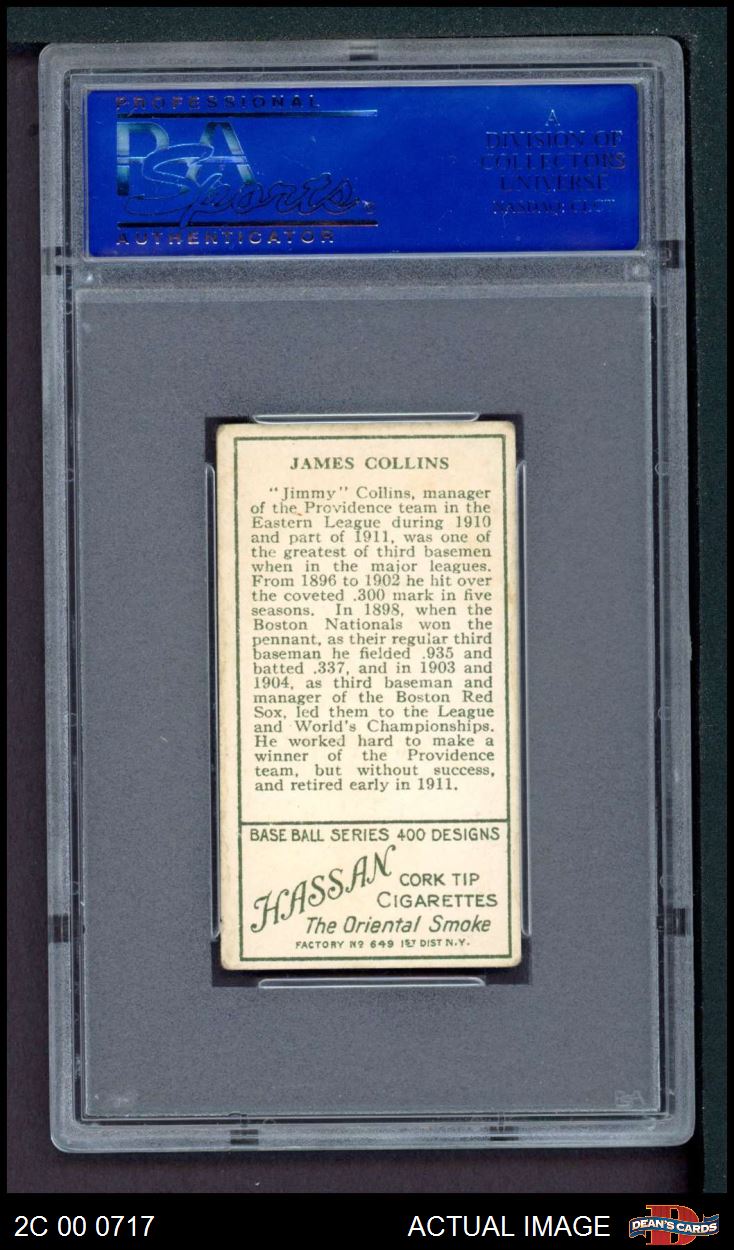 PROFESSIONAL
PSA
Sports
AUTHENTICATOR
A
DIVISION OF
COLLECTORS
UNIVERSE
NASDAQ: CLCT
JAMES COLLINS
"Jimmy" Collins, manager
of the Providence team in the
Eastern League during 1910
and part of 1911, was one of
the greatest of third basemen
when in the major leagues.
From 1896 to 1902 he hit over
the coveted .300 mark in five
seasons. In 1898, when the
Boston Nationals won the
pennant, as their regular third
baseman he fielded .935 and
batted .337, and in 1903 and
1904, as third baseman and
manager of the Boston Red
Sox, led them to the League
and World's Championships.
He worked hard to make a
winner of the Providence
team, but without success,
and retired early in 1911.
BASE BALL SERIES 400 DESIGNS
HASSAN CORK TIP
CIGARETTES
The Oriental Smoke
FACTORY Nº 649 1ST DIST N.Y.
PSA
2C 00 0717 ACTUAL IMAGE
D
DEAN'S CARDS